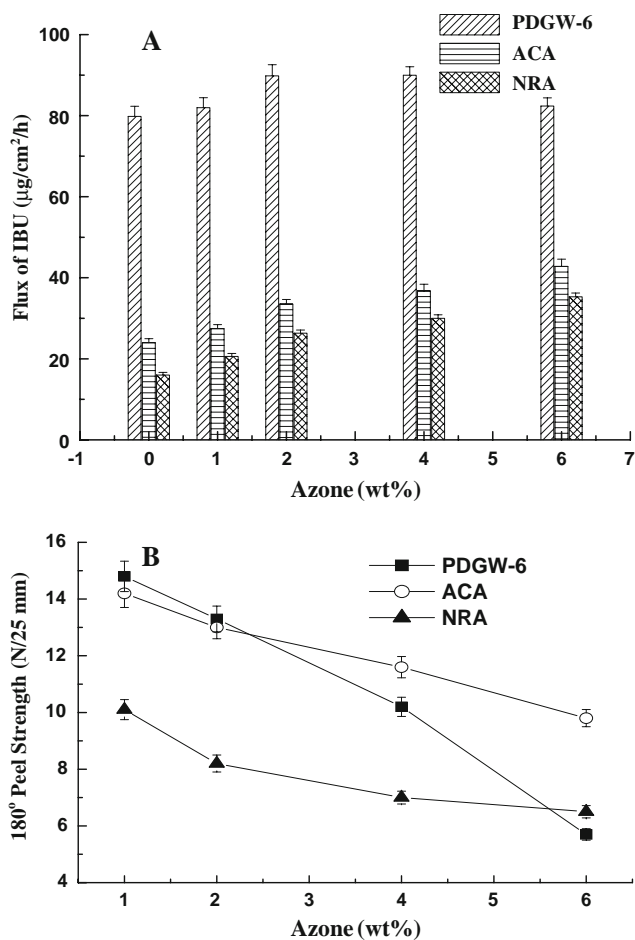 A
PDGW-6
ACA
NRA
Flux of IBU (μg/cm²/h)
100
80
60
40
20
0
-1 0 1 2 3 4 5 6 7
Azone (wt%)
B
PDGW-6
ACA
NRA
180° Peel Strength (N/25 mm)
16
14
12
10
8
6
4
1 2 3 4 5 6
Azone (wt%)